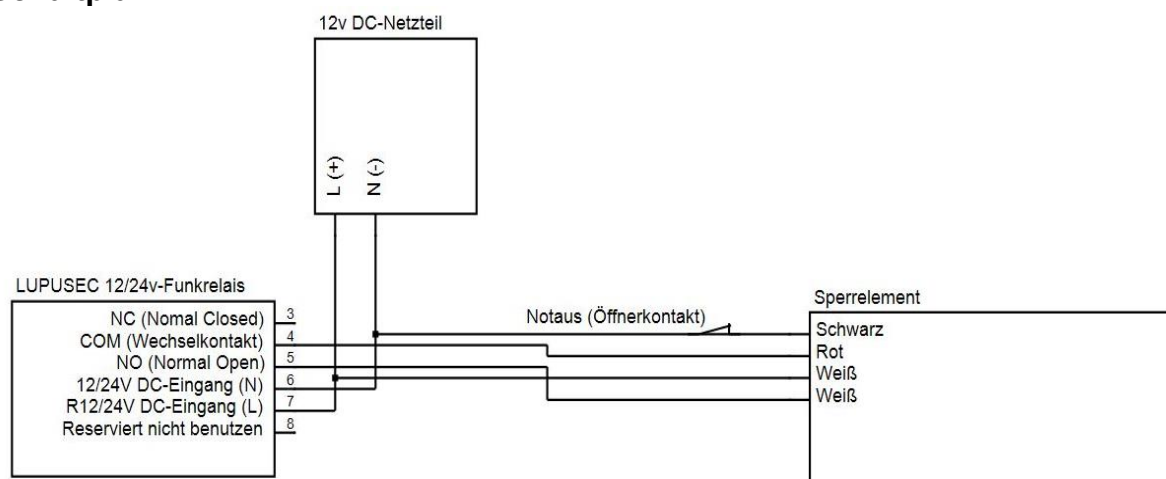 12v DC-Netzteil
L (+)
N (-)
LUPUSEC 12/24v-Funkrelais
NC (Nomal Closed) 3
COM (Wechselkontakt) 4
NO (Normal Open) 5
12/24V DC-Eingang (N) 6
R12/24V DC-Eingang (L) 7
Reserviert nicht benutzen 8
Notaus (Öffnerkontakt)
Sperrelement
Schwarz
Rot
Weiß
Weiß